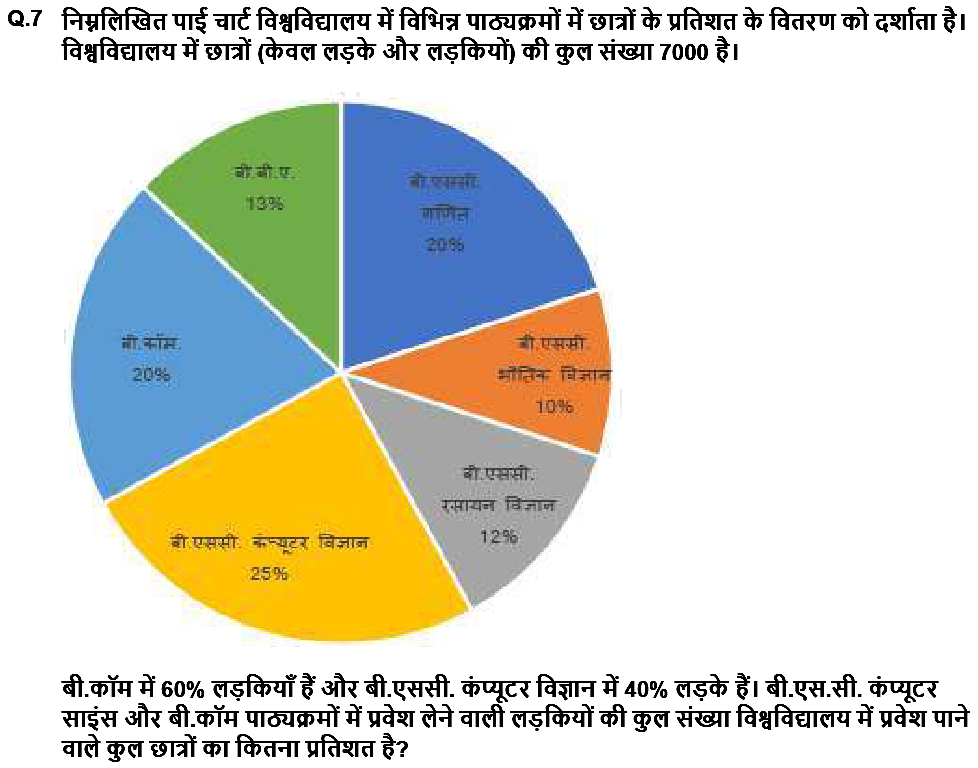 Q.7 निम्नलिखित पाई चार्ट विश्वविद्यालय में विभिन्न पाठ्यक्रमों में छात्रों के प्रतिशत के वितरण को दर्शाता है।
विश्वविद्यालय में छात्रों (केवल लड़के और लड़कियों) की कुल संख्या 7000 है।
बी.बी.ए.
13%
बी.एससी.
गणित
20%
बी.कॉम.
20%
बी.एससी.
भौतिक विज्ञान
10%
बी.एससी.
रसायन विज्ञान
12%
बी.एससी. कंप्यूटर विज्ञान
25%
बी.कॉम में 60% लड़कियाँ हैं और बी.एससी. कंप्यूटर विज्ञान में 40% लड़के हैं। बी.एस.सी. कंप्यूटर
साइंस और बी.कॉम पाठ्यक्रमों में प्रवेश लेने वाली लड़कियों की कुल संख्या विश्वविद्यालय में प्रवेश पाने
वाले कुल छात्रों का कितना प्रतिशत है?